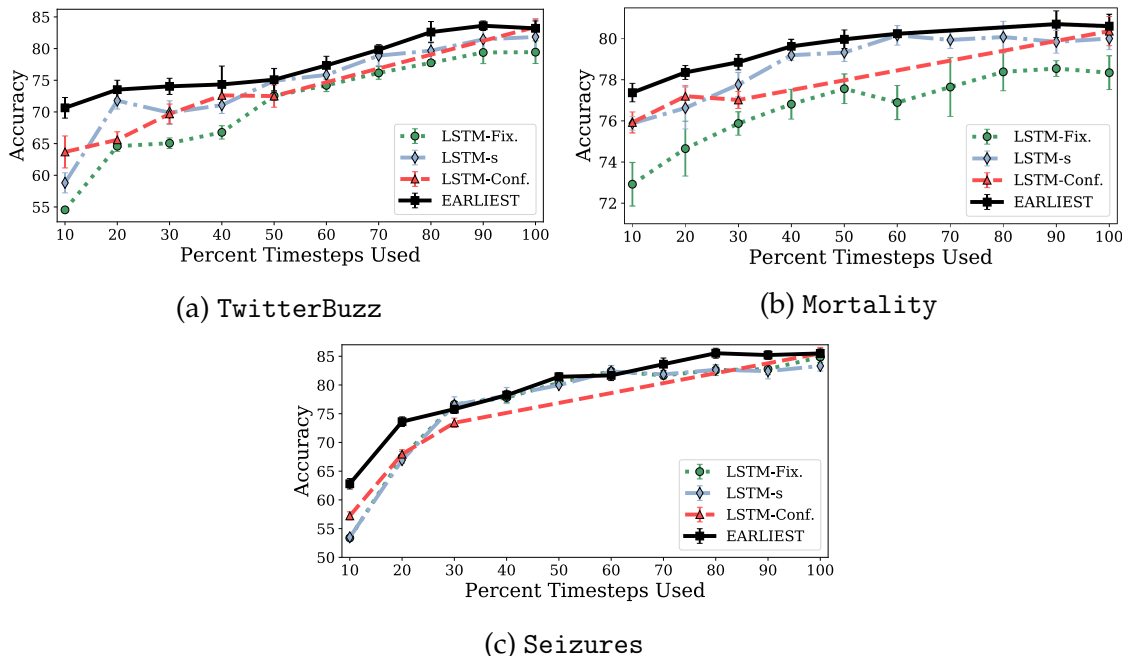 85
80
75
70
65
60
55
Accuracy
10 20 30 40 50 60 70 80 90 100
Percent Timesteps Used
LSTM-Fix.
LSTM-s
LSTM-Conf.
EARLIEST
(a) TwitterBuzz
80
78
76
74
72
Accuracy
10 20 30 40 50 60 70 80 90 100
Percent Timesteps Used
LSTM-Fix.
LSTM-s
LSTM-Conf.
EARLIEST
(b) Mortality
85
80
75
70
65
60
55
50
Accuracy
10 20 30 40 50 60 70 80 90 100
Percent Timesteps Used
LSTM-Fix.
LSTM-s
LSTM-Conf.
EARLIEST
(c) Seizures